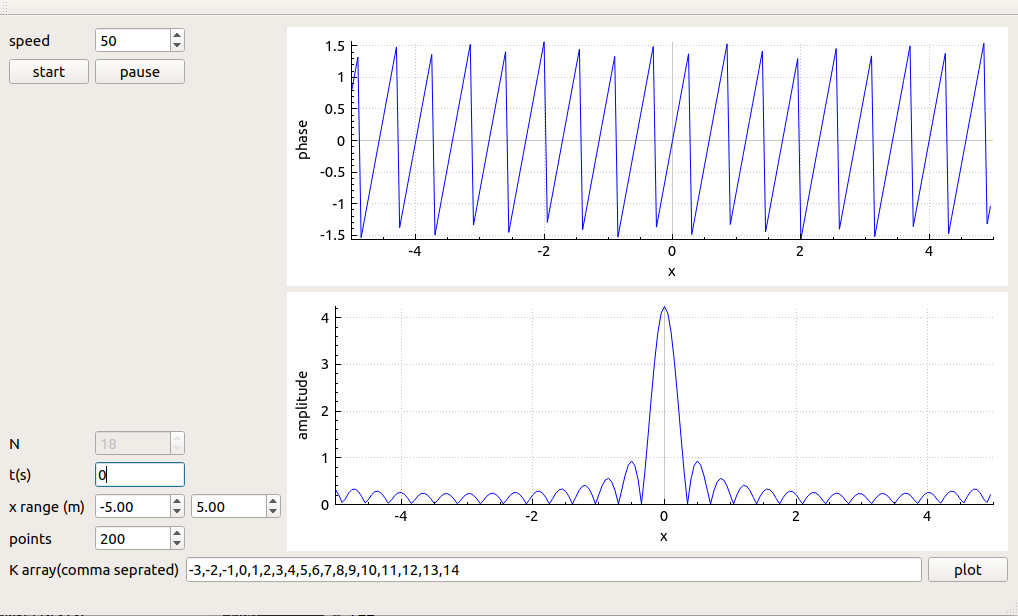 speed 50
start pause
1.5
1
0.5
0
-0.5
-1
-1.5
phase
-4 -2 0 2 4
x
4
3
2
1
0
amplitude
-4 -2 0 2 4
x
N 18
t(s) 0
x range (m) -5.00 5.00
points 200
K array(comma seprated) -3,-2,-1,0,1,2,3,4,5,6,7,8,9,10,11,12,13,14 plot